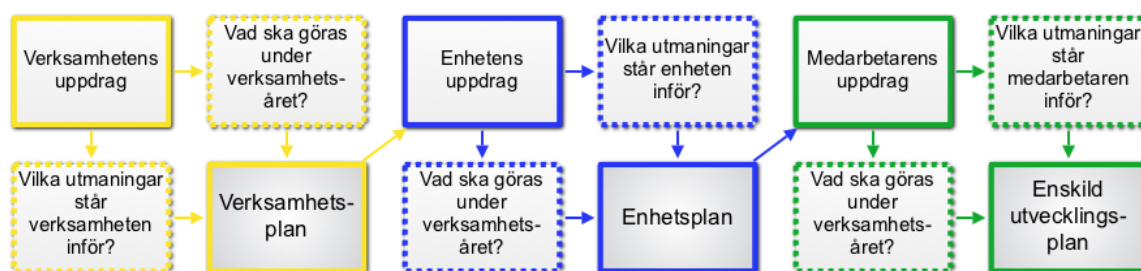 Verksamhetens
uppdrag
Vad ska göras
under
verksamhets-
året?
Vilka utmaningar
står
verksamheten
inför?
Verksamhets-
plan
Enhetens
uppdrag
Vilka utmaningar
står enheten
inför?
Vad ska göras
under
verksamhets-
året?
Enhetsplan
Medarbetarens
uppdrag
Vilka utmaningar
står
medarbetaren
inför?
Vad ska göras
under
verksamhets-
året?
Enskild
utvecklings-
plan